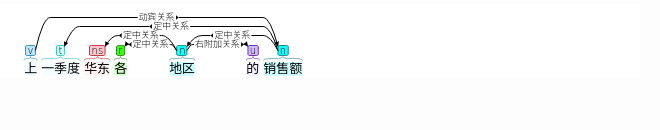 动宾关系
定中关系
定中关系 定中关系
定中关系 右附加关系
v t ns r n u n
上 一季度 华东 各 地区 的 销售额